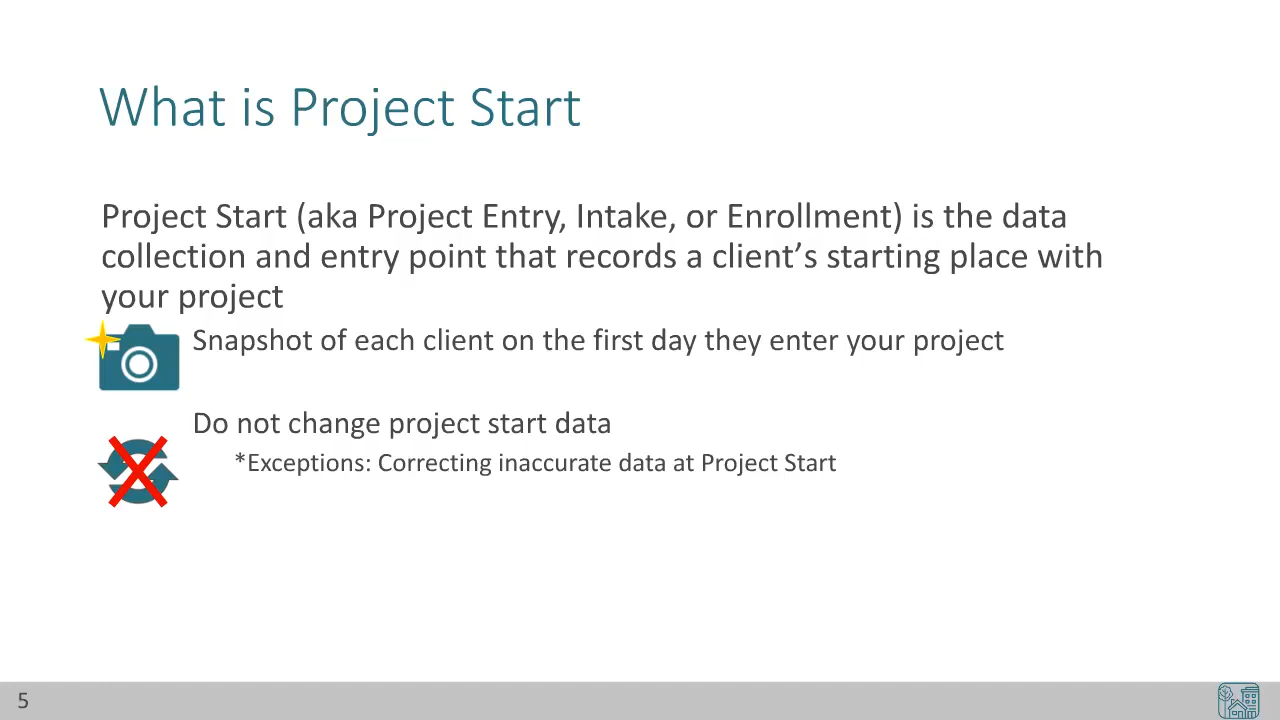 What is Project Start
Project Start (aka Project Entry, Intake, or Enrollment) is the data
collection and entry point that records a client’s starting place with
your project
Snapshot of each client on the first day they enter your project
Do not change project start data
*Exceptions: Correcting inaccurate data at Project Start
5